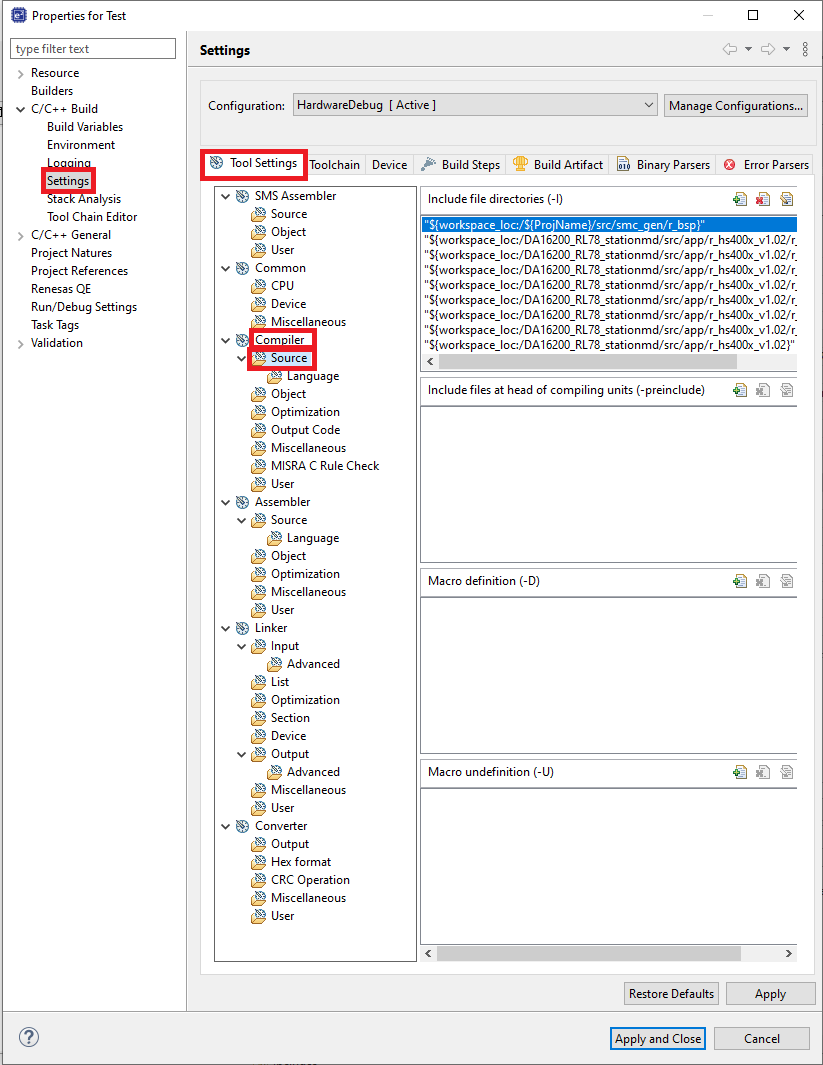 Properties for Test
type filter text
Resource
Builders
C/C++ Build
Build Variables
Environment
Logging
Settings
Stack Analysis
Tool Chain Editor
C/C++ General
Project Natures
Project References
Renesas QE
Run/Debug Settings
Task Tags
Validation
Settings
Configuration: HardwareDebug [ Active ] Manage Configurations...
Tool Settings Toolchain Device Build Steps Build Artifact Binary Parsers Error Parsers
SMS Assembler
Source
Object
User
Common
CPU
Device
Miscellaneous
Compiler
Source
Language
Object
Optimization
Output Code
Miscellaneous
MISRA C Rule Check
User
Assembler
Source
Language
Object
Optimization
Miscellaneous
User
Linker
Input
Advanced
List
Optimization
Section
Device
Output
Advanced
Miscellaneous
User
Converter
Output
Hex format
CRC Operation
Miscellaneous
User
Include file directories (-I)
"${workspace_loc:/${ProjName}/src/smc_gen/r_bsp}"
"${workspace_loc:/DA16200_RL78_stationmd/src/app/r_hs400x_v1.02/r_
"${workspace_loc:/DA16200_RL78_stationmd/src/app/r_hs400x_v1.02/r_
"${workspace_loc:/DA16200_RL78_stationmd/src/app/r_hs400x_v1.02/r_
"${workspace_loc:/DA16200_RL78_stationmd/src/app/r_hs400x_v1.02/r_
"${workspace_loc:/DA16200_RL78_stationmd/src/app/r_hs400x_v1.02/r_
"${workspace_loc:/DA16200_RL78_stationmd/src/app/r_hs400x_v1.02/r_
"${workspace_loc:/DA16200_RL78_stationmd/src/app/r_hs400x_v1.02/r_
"${workspace_loc:/DA16200_RL78_stationmd/src/app/r_hs400x_v1.02}"
Include files at head of compiling units (-preinclude)
Macro definition (-D)
Macro undefinition (-U)
Restore Defaults Apply
Apply and Close Cancel